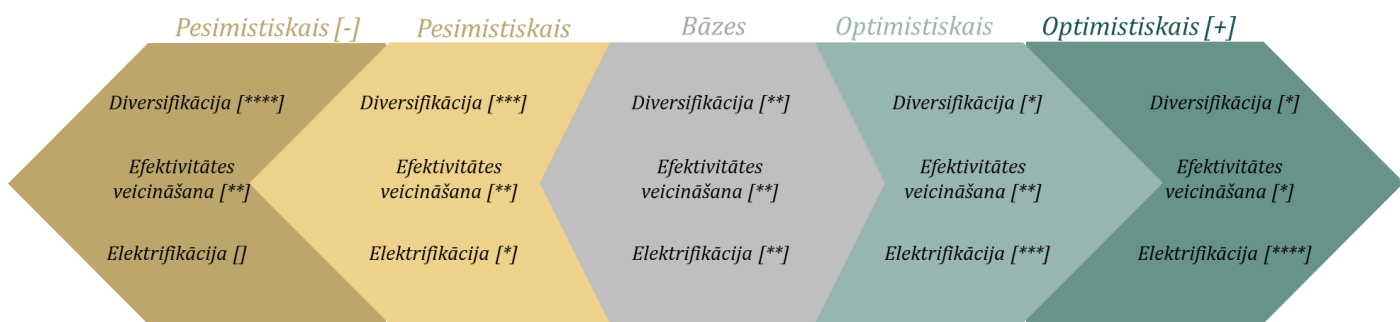 Pesimistiskais [-]
Pesimistiskais
Bāzes
Optimistiskais
Optimistiskais [+]
Diversifikācija [****]
Efektivitātes
veicināšana [**]
Elektrifikācija []
Diversifikācija [***]
Efektivitātes
veicināšana [**]
Elektrifikācija [*]
Diversifikācija [**]
Efektivitātes
veicināšana [**]
Elektrifikācija [**]
Diversifikācija [*]
Efektivitātes
veicināšana [**]
Elektrifikācija [***]
Diversifikācija [*]
Efektivitātes
veicināšana [*]
Elektrifikācija [****]